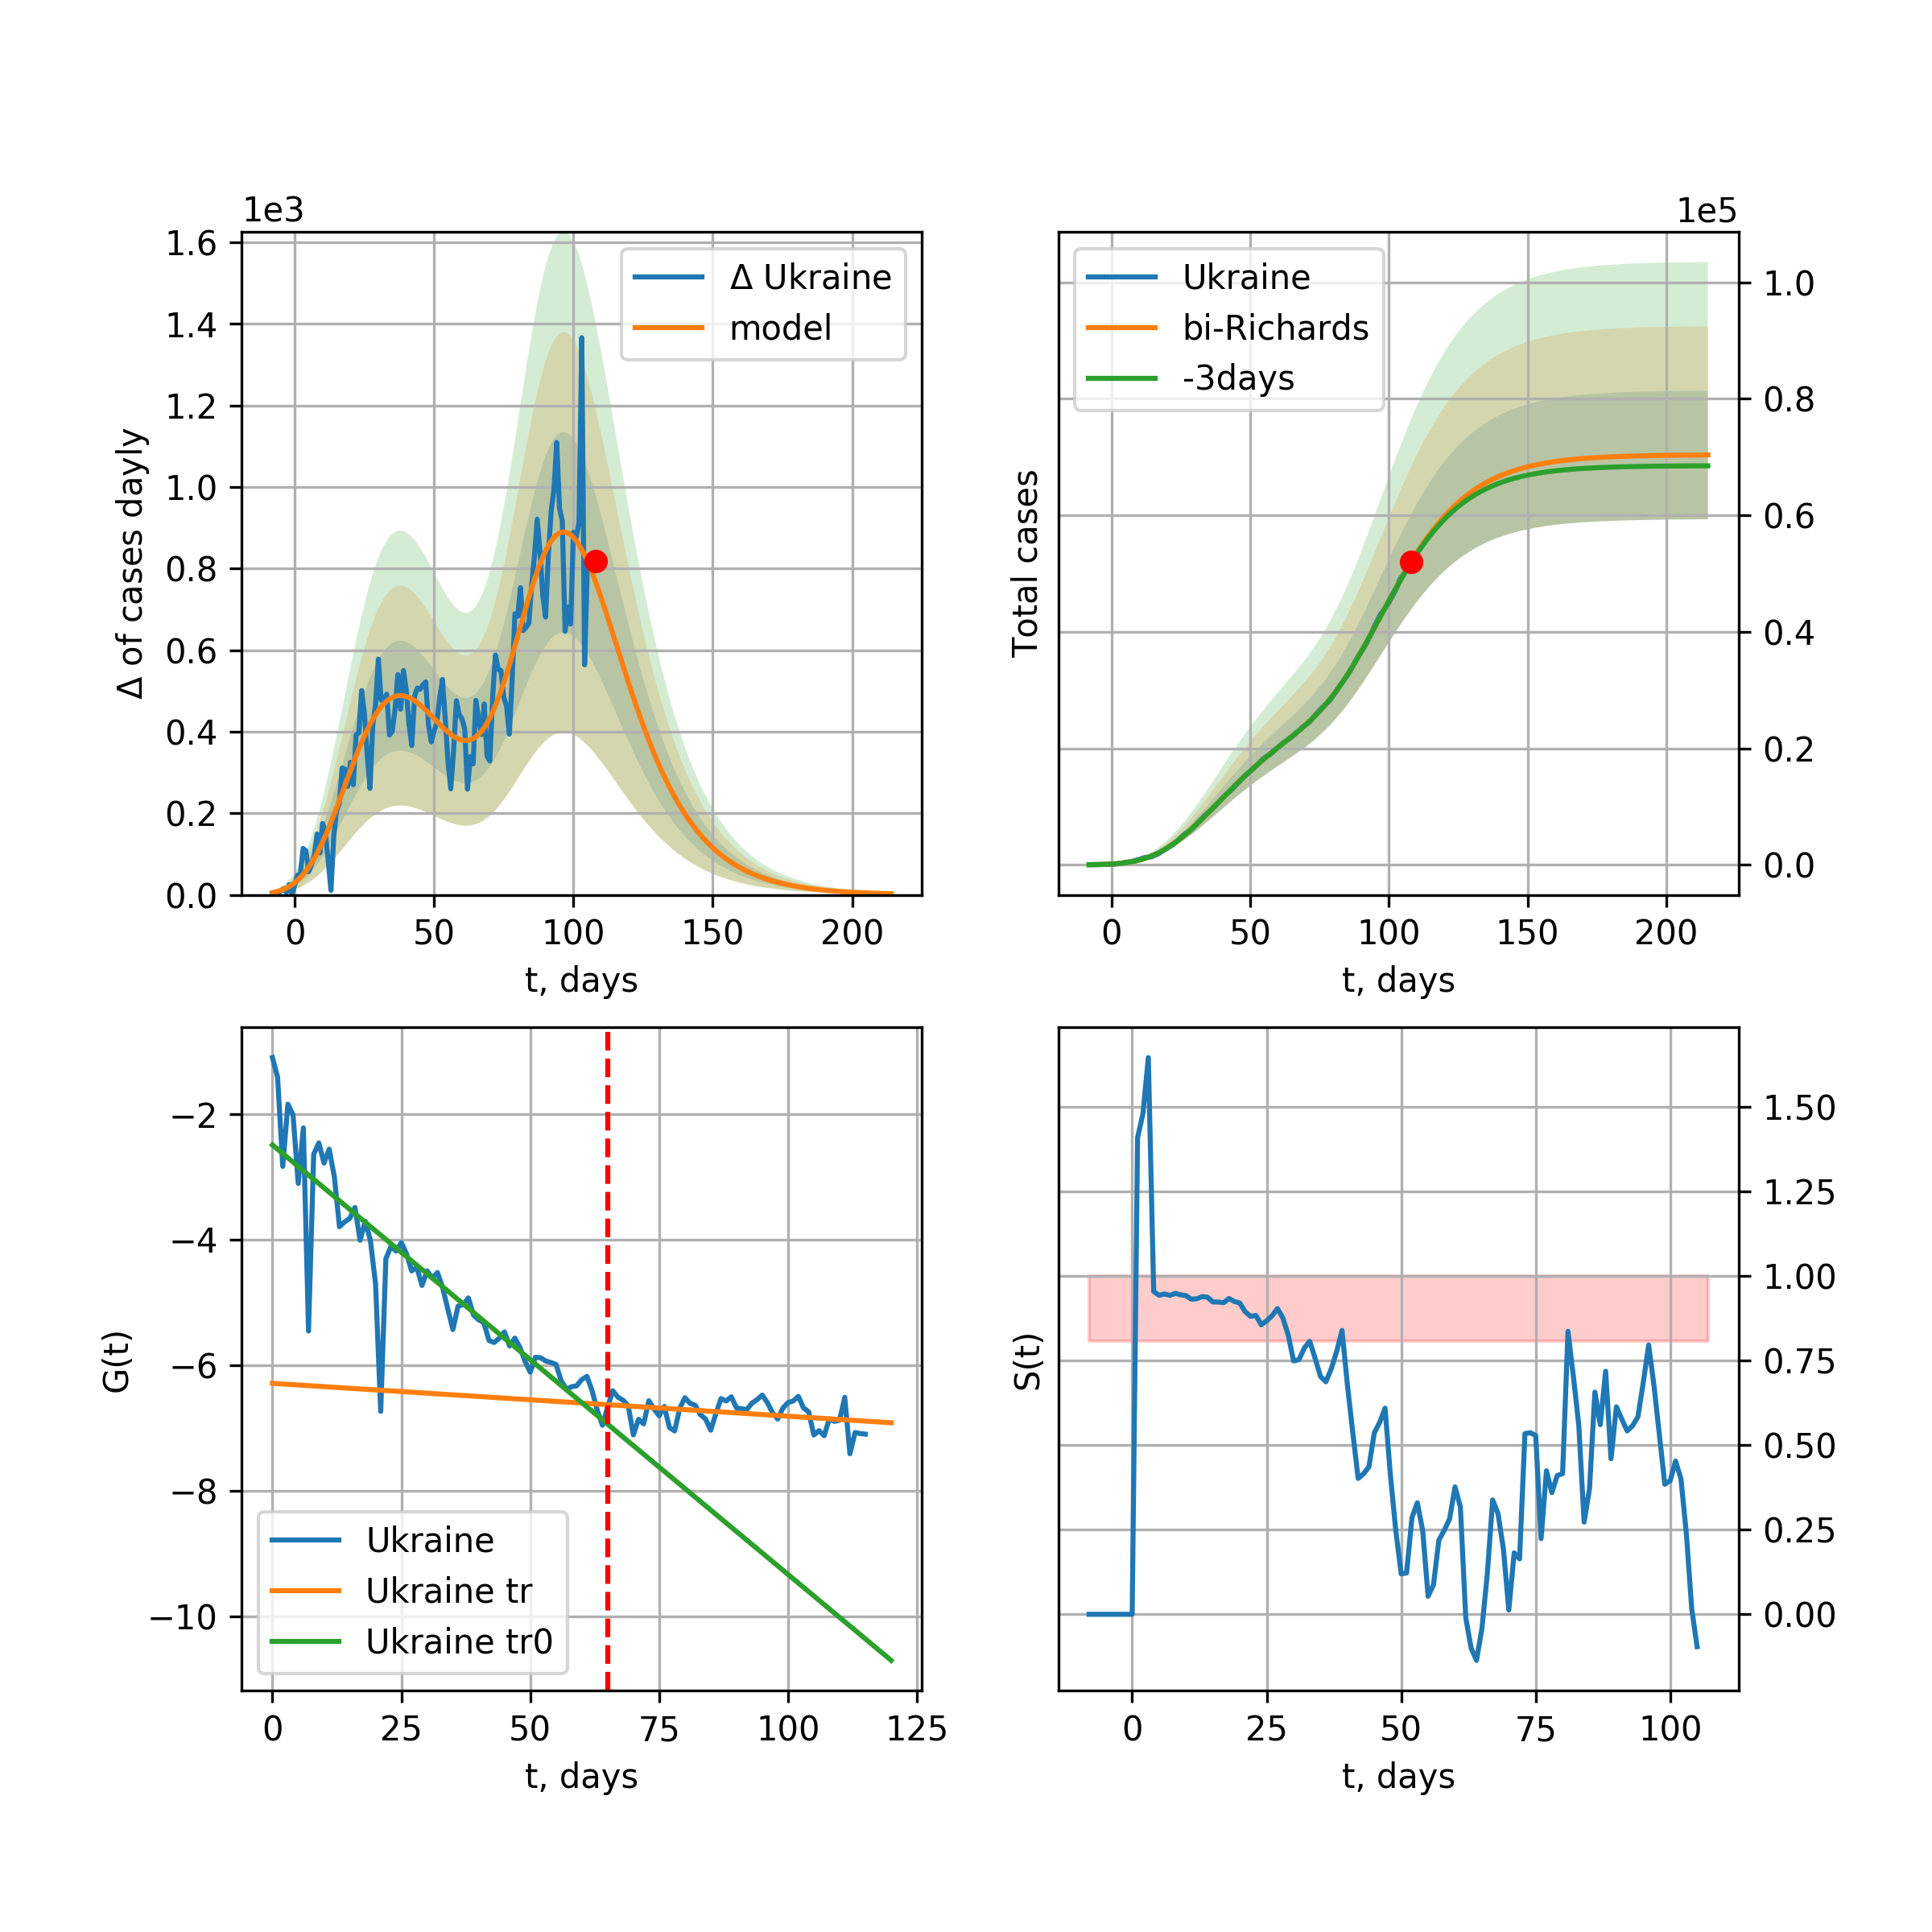 1e3
1.6
1.4
1.2
1.0
0.8
0.6
0.4
0.2
0.0
Δ of cases dayly
Δ Ukraine
model
0 50 100 150 200
t, days
1e5
Ukraine
bi-Richards
-3days
Total cases
1.0
0.8
0.6
0.4
0.2
0.0
0 50 100 150 200
t, days
−2
−4
−6
−8
−10
G(t)
Ukraine
Ukraine tr
Ukraine tr0
0 25 50 75 100 125
t, days
S(t)
1.50
1.25
1.00
0.75
0.50
0.25
0.00
0 25 50 75 100
t, days